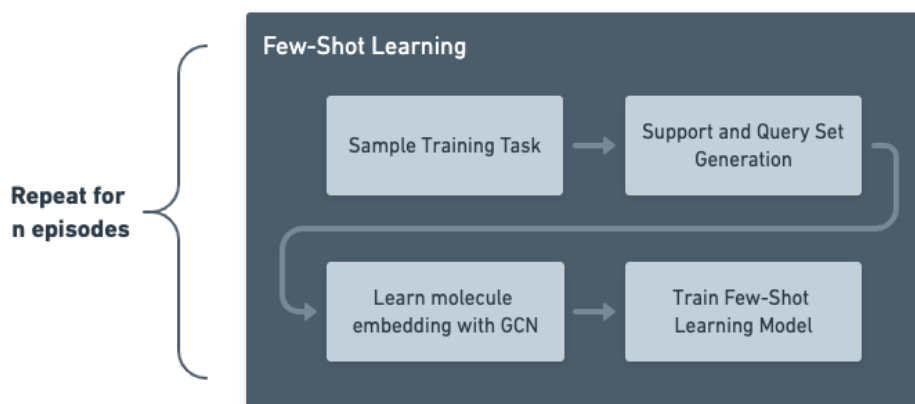 Few-Shot Learning
Sample Training Task
Support and Query Set
Generation
Repeat for
n episodes
Learn molecule
embedding with GCN
Train Few-Shot
Learning Model